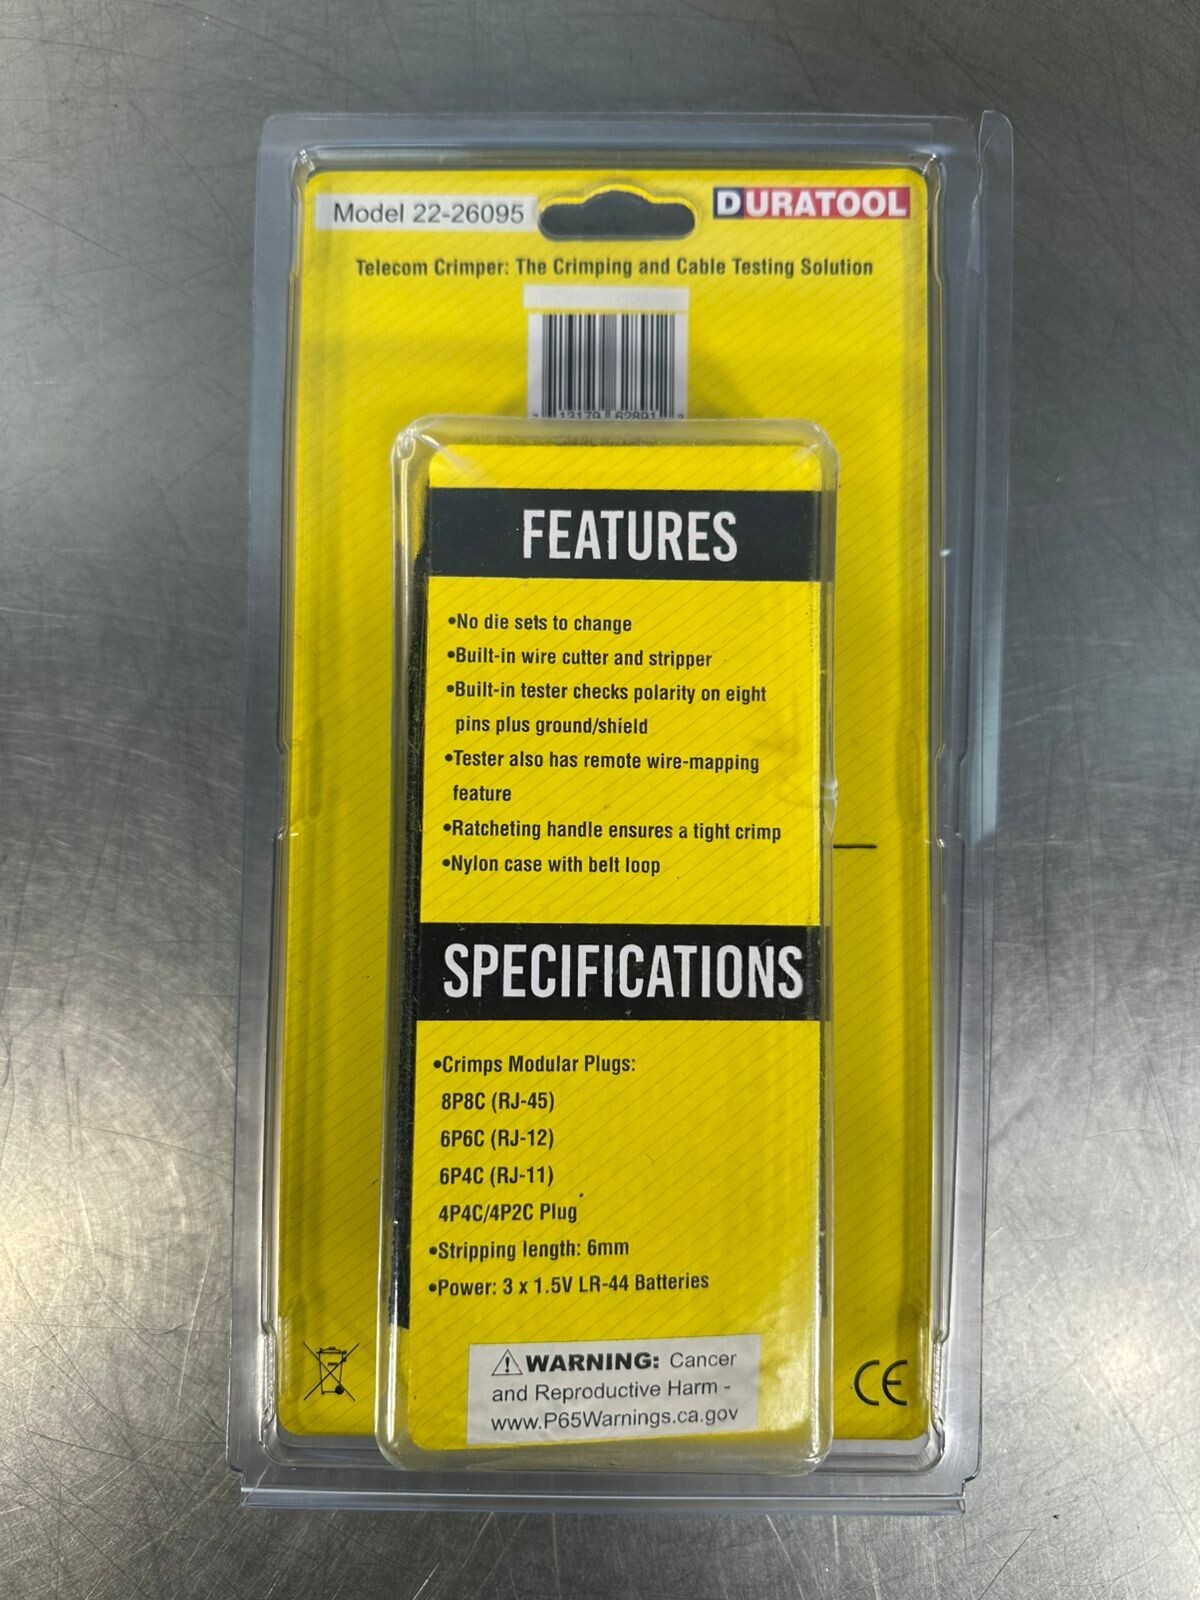 Model 22-26095
DURATOOL
Telecom Crimper: The Crimping and Cable Testing Solution
7 13179 62891 2
FEATURES
•No die sets to change
•Built-in wire cutter and stripper
•Built-in tester checks polarity on eight
pins plus ground/shield
•Tester also has remote wire-mapping
feature
•Ratcheting handle ensures a tight crimp
•Nylon case with belt loop
SPECIFICATIONS
•Crimps Modular Plugs:
8P8C (RJ-45)
6P6C (RJ-12)
6P4C (RJ-11)
4P4C/4P2C Plug
•Stripping length: 6mm
•Power: 3 x 1.5V LR-44 Batteries
WARNING: Cancer
and Reproductive Harm -
www.P65Warnings.ca.gov
CE